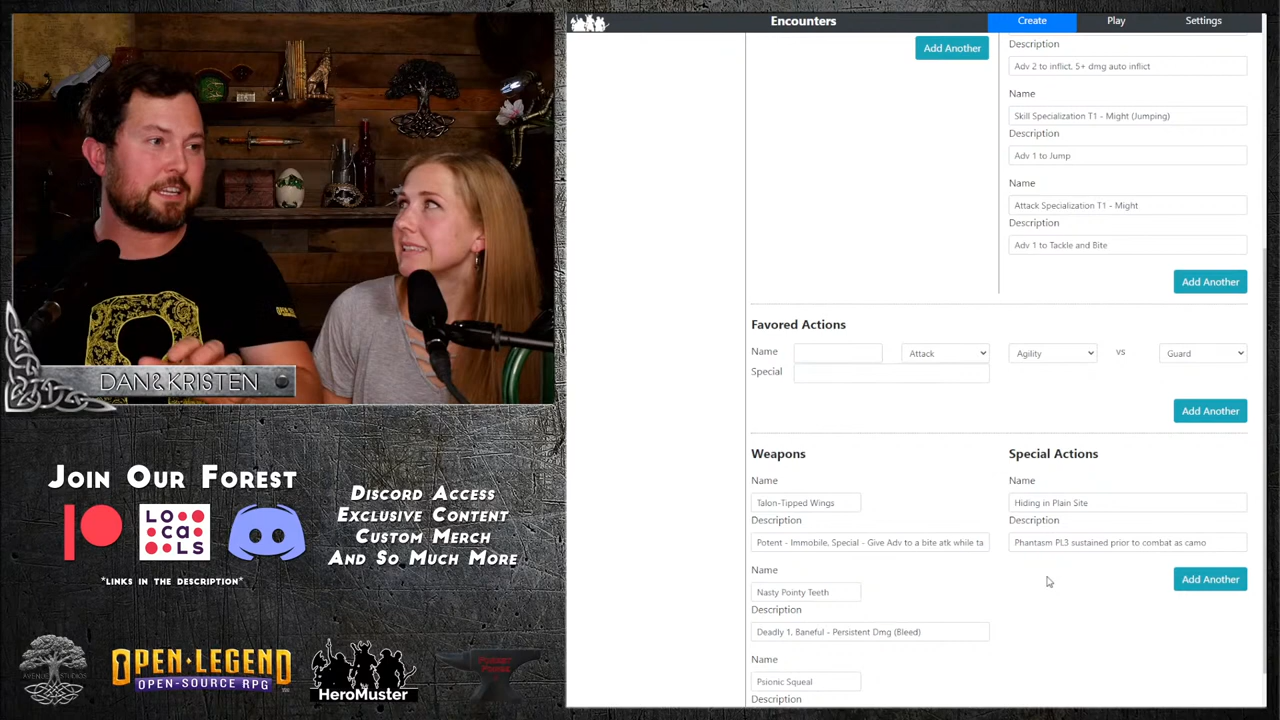 Encounters
Create
Play
Settings
Add Another
Description
Adv 2 to inflict, 5+ dmg auto inflict
Name
Skill Specialization T1 - Might (Jumping)
Description
Adv 1 to Jump
Name
Attack Specialization T1 - Might
Description
Adv 1 to Tackle and Bite
Add Another
Favored Actions
Name
Attack
Agility
vs
Guard
Special
Add Another
Weapons
Special Actions
Name
Talon-Tipped Wings
Description
Potent - Immobile. Special - Give Adv to a bite atk while ta
Name
Hiding in Plain Site
Description
Phantasm PL3 sustained prior to combat as camo
Add Another
Name
Nasty Pointy Teeth
Description
Deadly 1, Baneful - Persistent Dmg (Bleed)
Name
Psionic Squeal
Description
DAN & KRISTEN
JOIN OUR FOREST
LOcaLS
*LINKS IN THE DESCRIPTION*
DISCORD ACCESS
EXCLUSIVE CONTENT
CUSTOM MERCH
AND SO MUCH MORE
OPEN LEGEND
OPEN-SOURCE RPG
HeroMuster